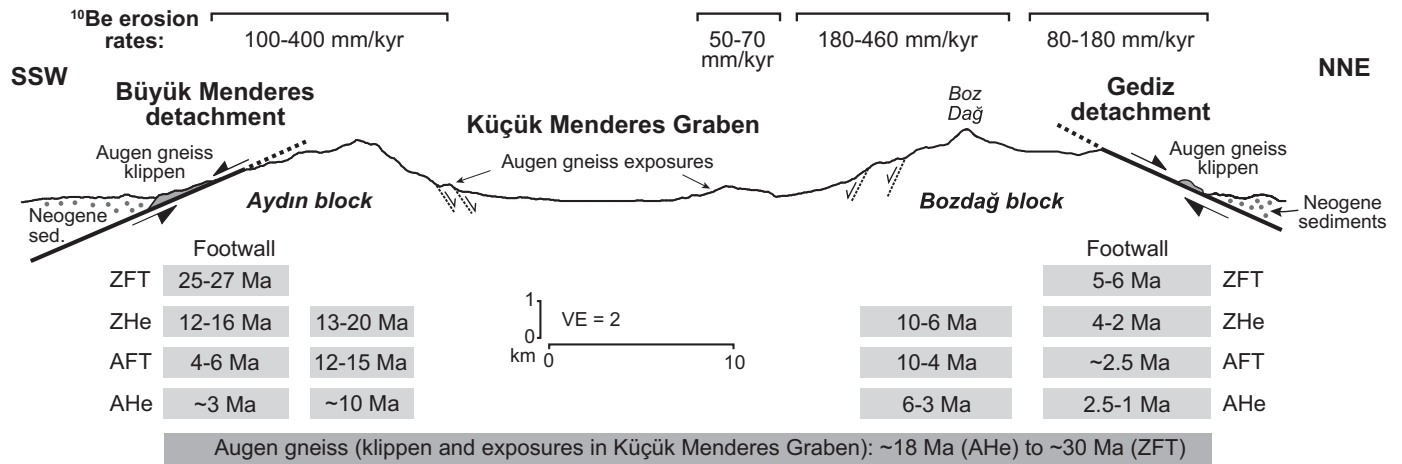 ¹⁰Be erosion
rates:
100-400 mm/kyr
50-70
mm/kyr
180-460 mm/kyr
80-180 mm/kyr
SSW
NNE
Büyük Menderes
detachment
Küçük Menderes Graben
Boz
Dağ
Gediz
detachment
Augen gneiss
klippen
Augen gneiss exposures
Augen gneiss
klippen
Neogene
sed.
Aydın block
Bozdağ block
Neogene
sediments
Footwall
Footwall
ZFT 25-27 Ma 5-6 Ma ZFT
ZHe 12-16 Ma 13-20 Ma 10-6 Ma 4-2 Ma ZHe
AFT 4-6 Ma 12-15 Ma 10-4 Ma ~2.5 Ma AFT
AHe ~3 Ma ~10 Ma 6-3 Ma 2.5-1 Ma AHe
1
0
km
VE = 2
0 10
Augen gneiss (klippen and exposures in Küçük Menderes Graben): ~18 Ma (AHe) to ~30 Ma (ZFT)